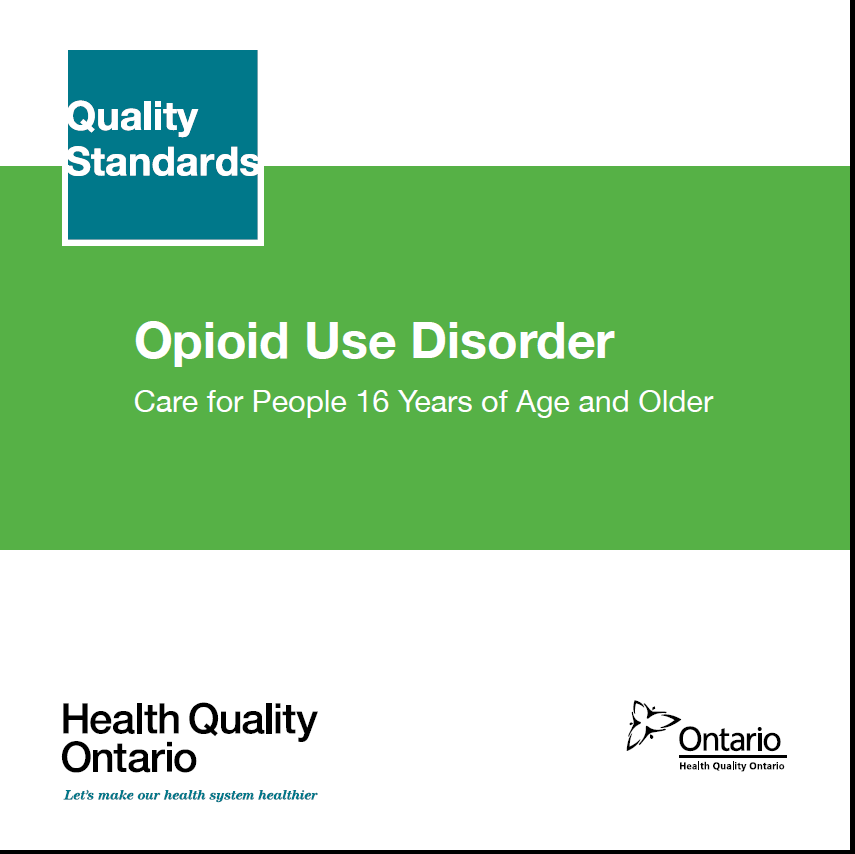 Quality
Standards
Opioid Use Disorder
Care for People 16 Years of Age and Older
Health Quality
Ontario
Let's make our health system healthier
Ontario
Health Quality Ontario